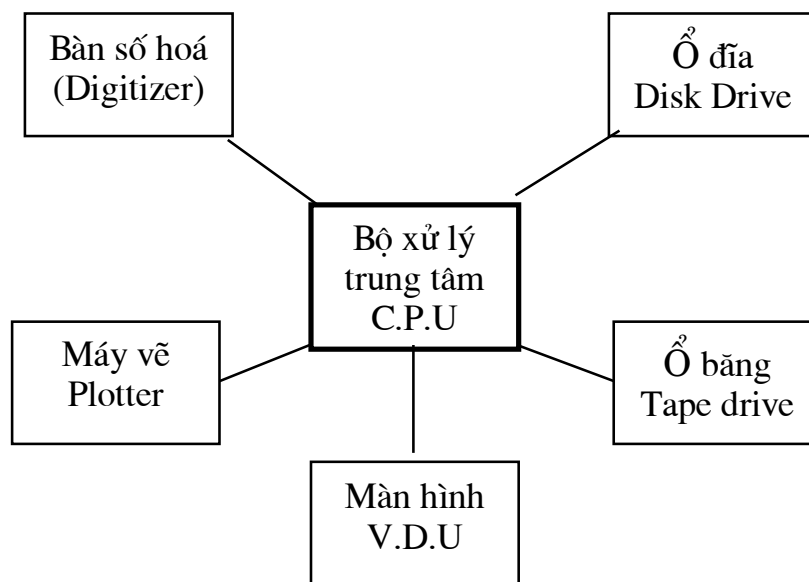 Bàn số hoá
(Digitizer)
Ổ đĩa
Disk Drive
Bộ xử lý
trung tâm
C.P.U
Máy vẽ
Plotter
Ổ băng
Tape drive
Màn hình
V.D.U